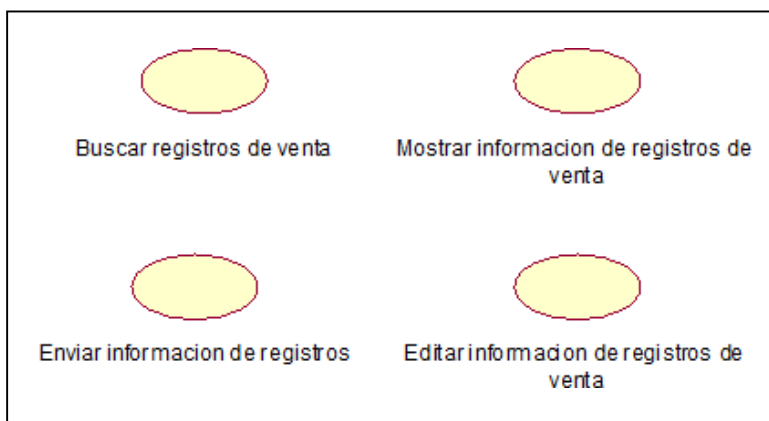 Buscar registros de venta
Mostrar informacion de registros de
venta
Enviar informacion de registros
Editar informacion de registros de
venta